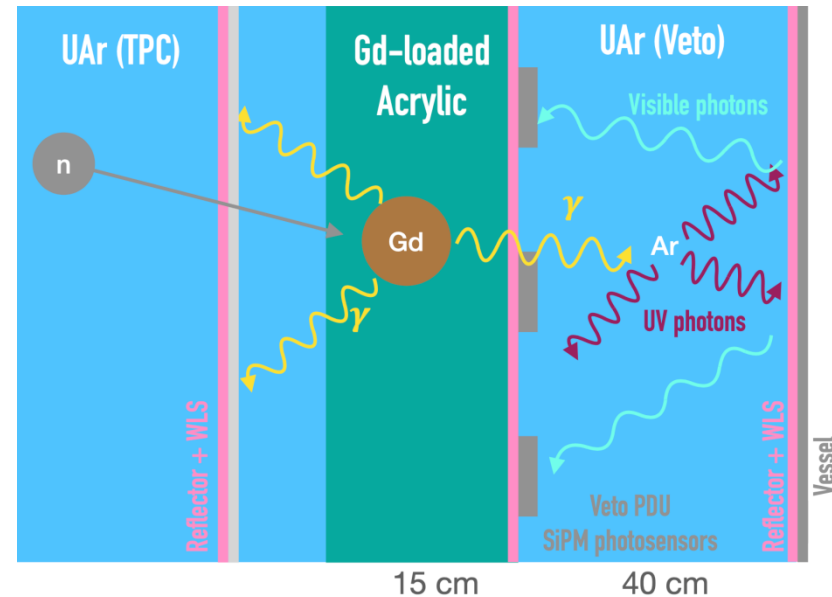 UAr (TPC)
Gd-loaded
Acrylic
UAr (Veto)
Visible photons
n
Gd
γ
Ar
UV photons
γ
Reflector + WLS
Veto PDU
SiPM photosensors
Reflector + WLS
Vessel
15 cm
40 cm